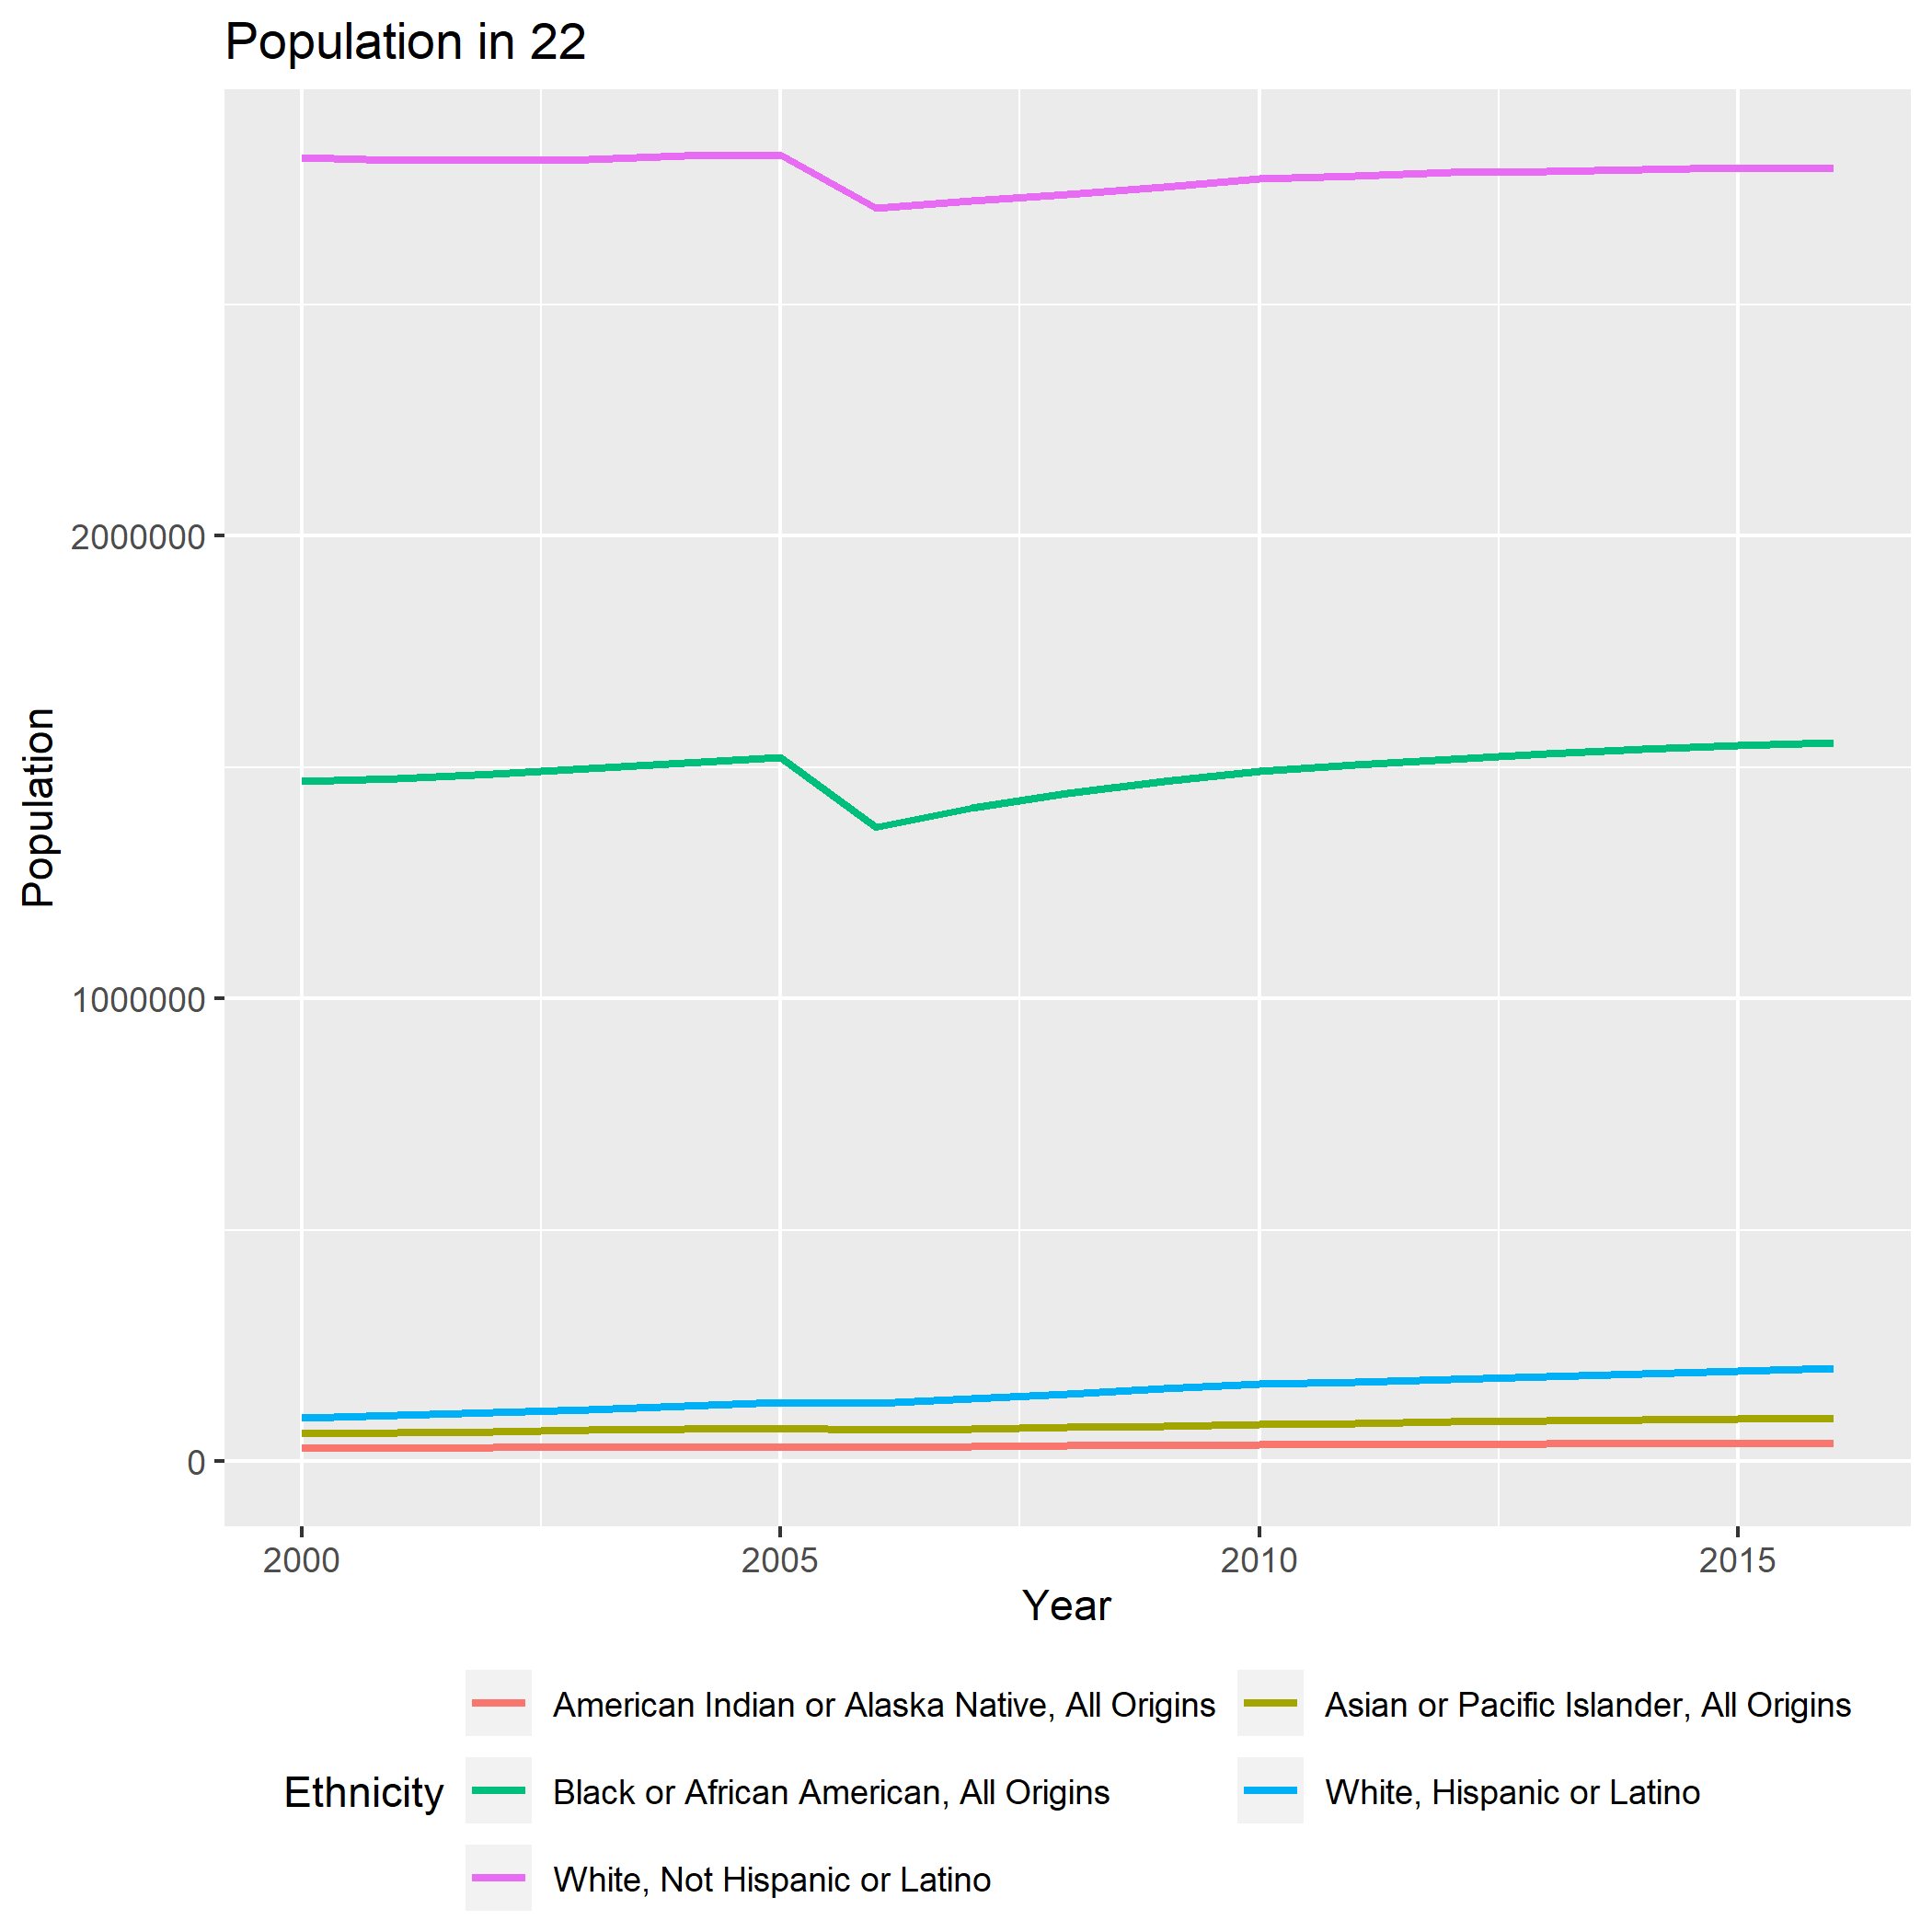 Population in 22
Population
2000000
1000000
0
2000 2005 2010 2015
Year
Ethnicity
American Indian or Alaska Native, All Origins
Asian or Pacific Islander, All Origins
Black or African American, All Origins
White, Hispanic or Latino
White, Not Hispanic or Latino